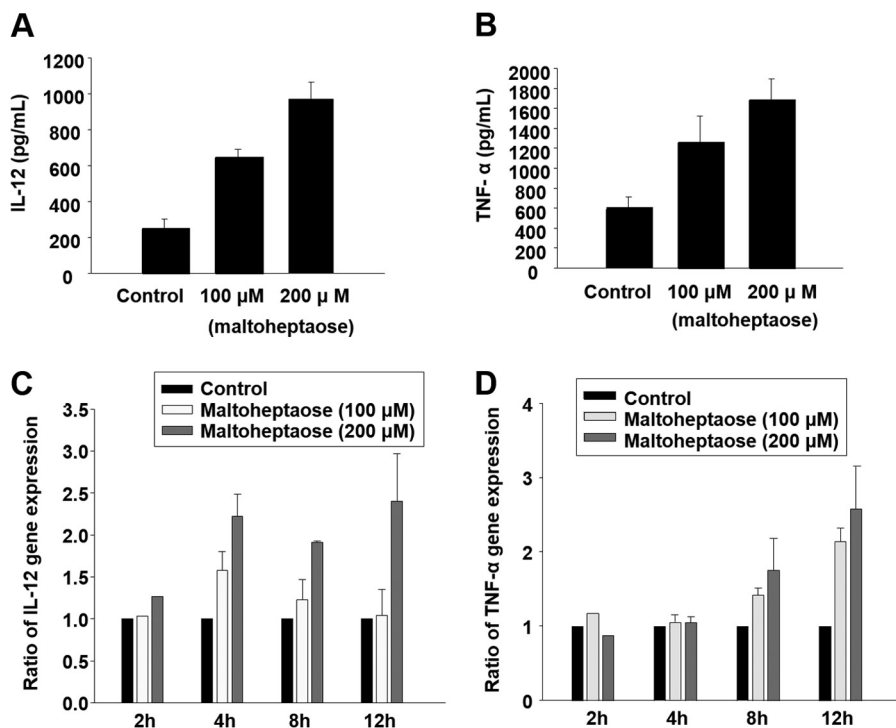 A
IL-12 (pg/mL)
1200
1000
800
600
400
200
0
Control 100 µM 200 µ M
(maltoheptaose)
B
TNF- α (pg/mL)
2000
1800
1600
1400
1200
1000
800
600
400
200
0
Control 100 µM 200 µ M
(maltoheptaose)
C
Control
Maltoheptaose (100 µM)
Maltoheptaose (200 µM)
Ratio of IL-12 gene expression
3.5
3.0
2.5
2.0
1.5
1.0
0.5
0.0
2h 4h 8h 12h
D
Control
Maltoheptaose (100 µM)
Maltoheptaose (200 µM)
Ratio of TNF-α gene expression
4
3
2
1
0
2h 4h 8h 12h